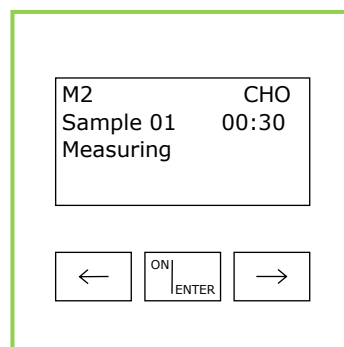 M2 CHO
Sample 01 00:30
Measuring
← ON ENTER →